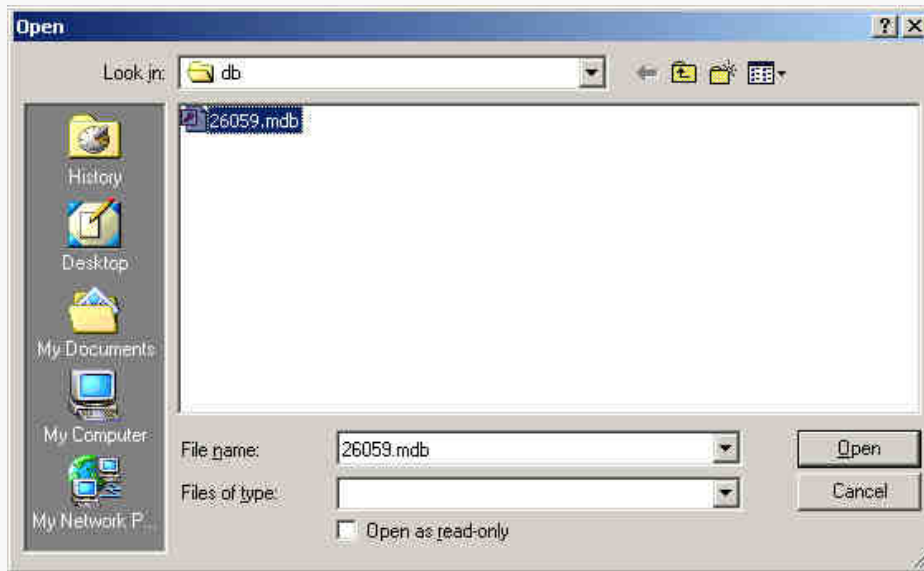 Open
Look in: db
26059.mdb
History
Desktop
My Documents
My Computer
My Network P...
File name: 26059.mdb Open
Files of type: Cancel
Open as read-only